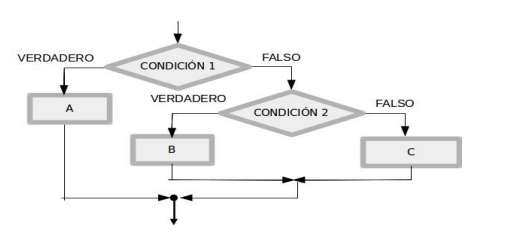 VERDADERO
CONDICIÓN 1
FALSO
A
VERDADERO
CONDICIÓN 2
FALSO
B
C